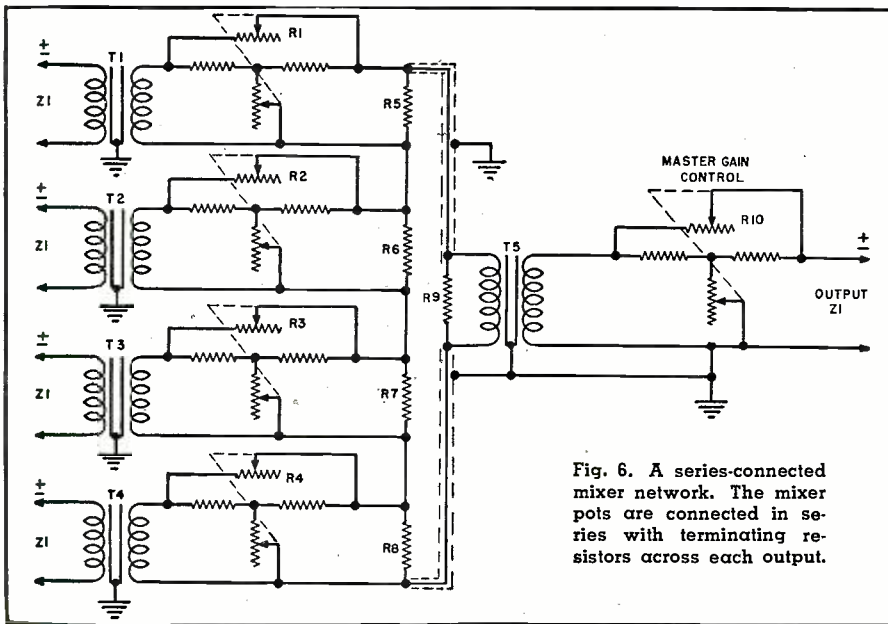 ±
T1
Z1
R1
R5
±
T2
Z1
R2
R6
±
T3
Z1
R3
R7
±
T4
Z1
R4
R8
R9
T5
MASTER GAIN
CONTROL
R10
±
OUTPUT
Z1
Fig. 6. A series-connected
mixer network. The mixer
pots are connected in se-
ries with terminating re-
sistors across each output.